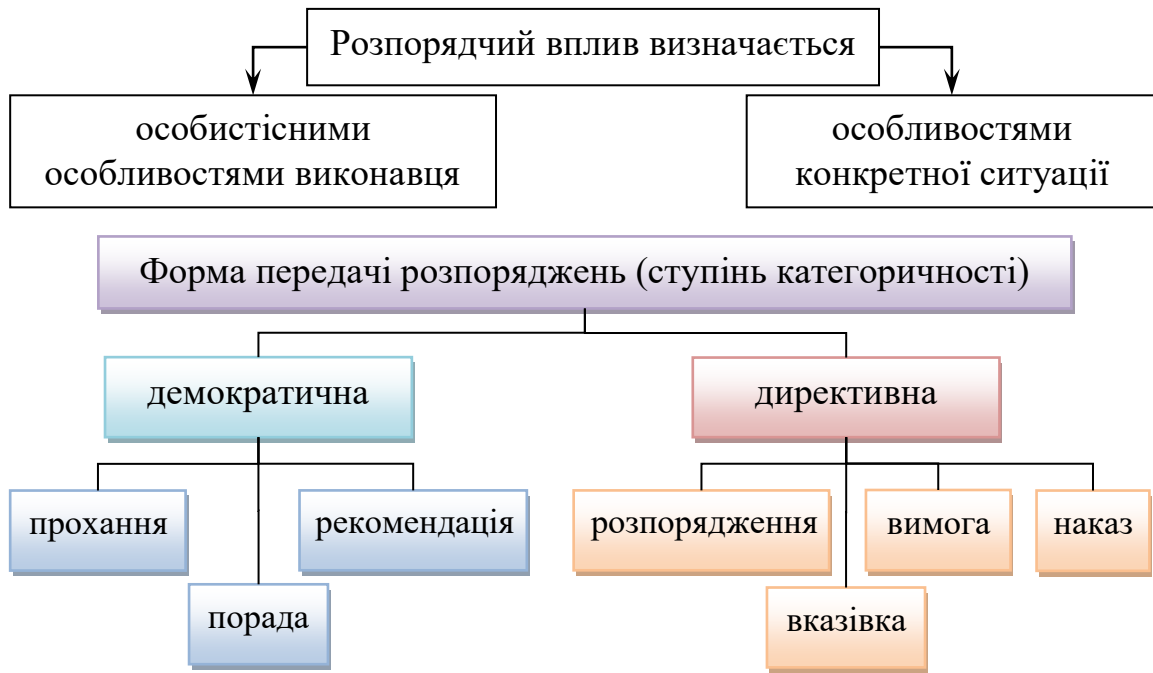 Розпорядчий вплив визначається
особистісними
особливостями виконавця
особливостями
конкретної ситуації
Форма передачі розпоряджень (ступінь категоричності)
демократична
директивна
прохання
рекомендація
порада
розпорядження
вимога
наказ
вказівка